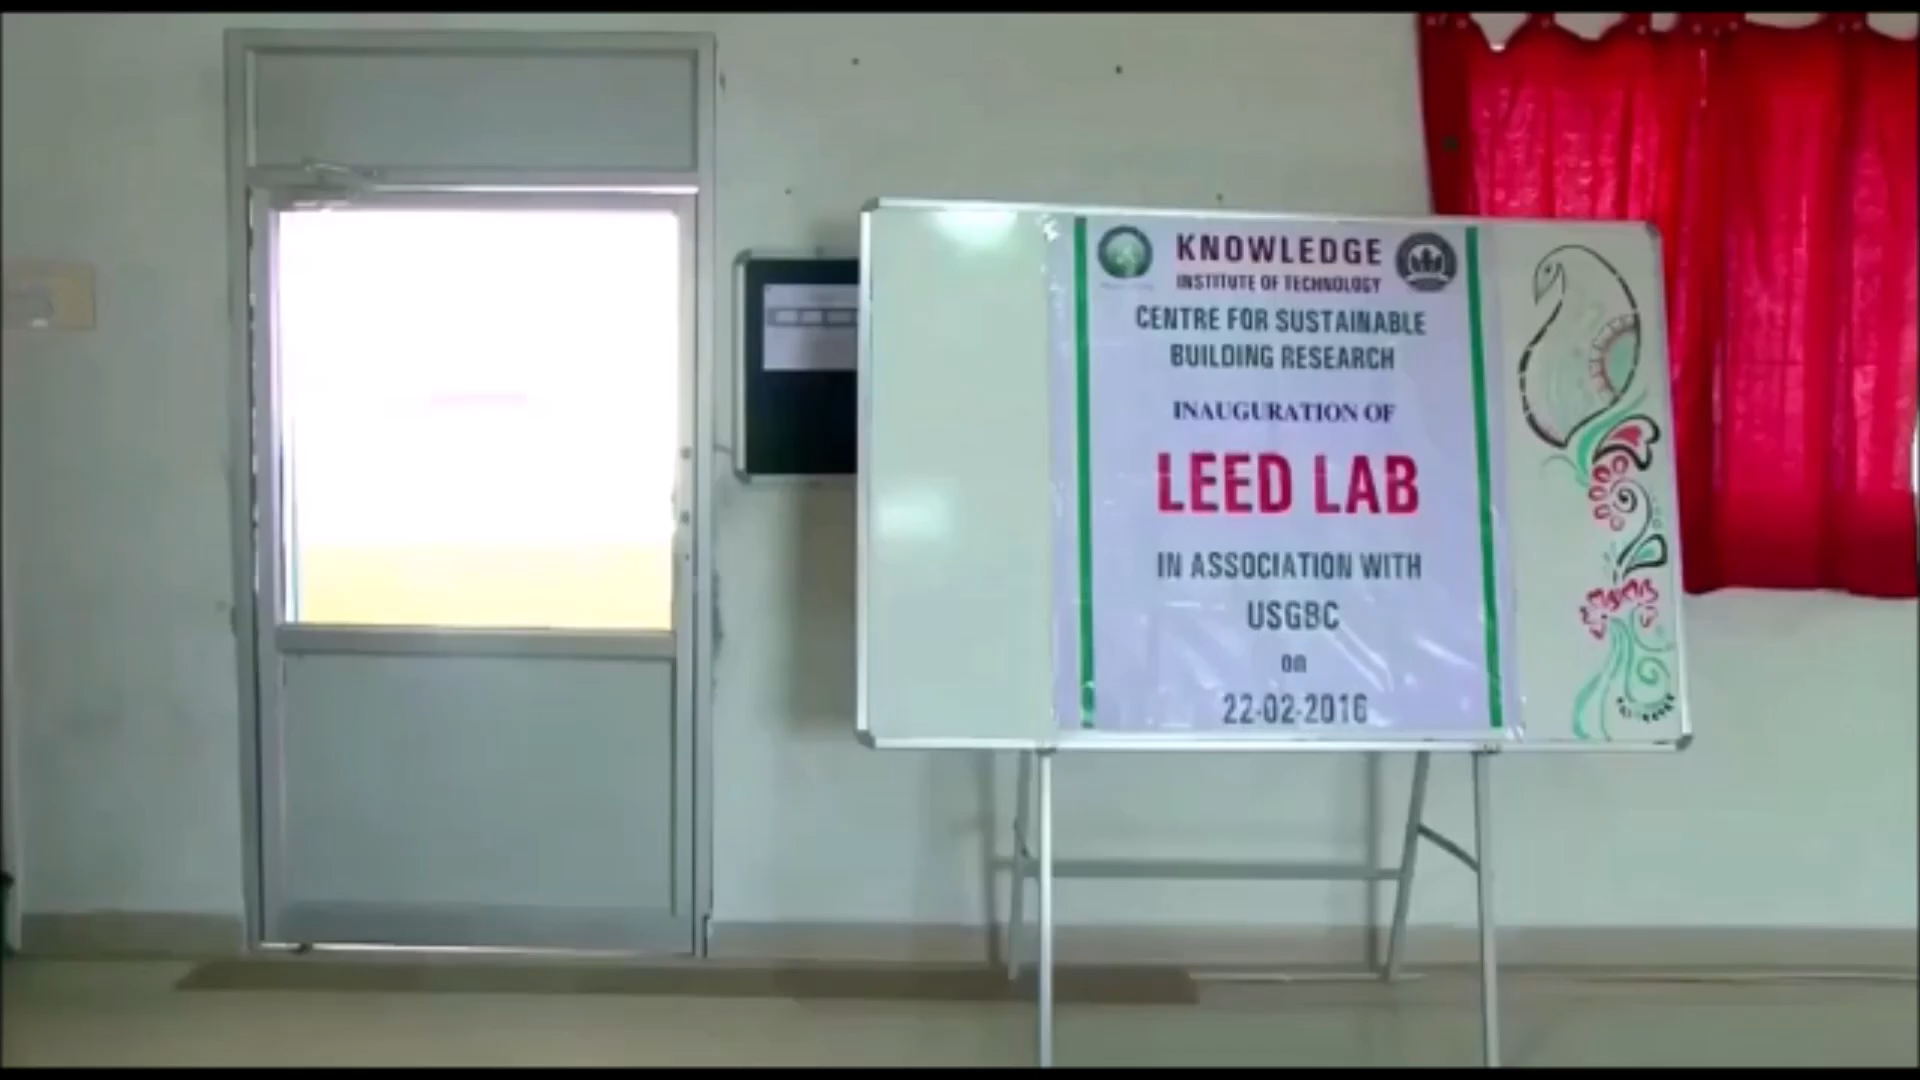 KNOWLEDGE
INSTITUTE OF TECHNOLOGY
CENTRE FOR SUSTAINABLE
BUILDING RESEARCH
INAUGURATION OF
LEED LAB
IN ASSOCIATION WITH
USGBC
on
22-02-2016